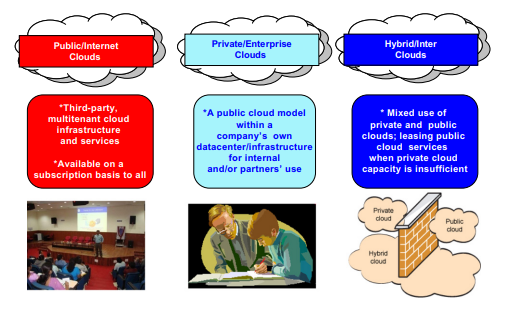 Public/Internet
Clouds
Private/Enterprise
Clouds
Hybrid/Inter
Clouds
*Third-party,
multitenant cloud
infrastructure
and services
*Available on a
subscription basis to all
*A public cloud model
within a
company's own
datacenter/infrastructure
for internal
and/or partners' use
* Mixed use of
private and public
clouds; leasing public
cloud services
when private cloud
capacity is insufficient
Private
cloud
Public
cloud
Hybrid
cloud